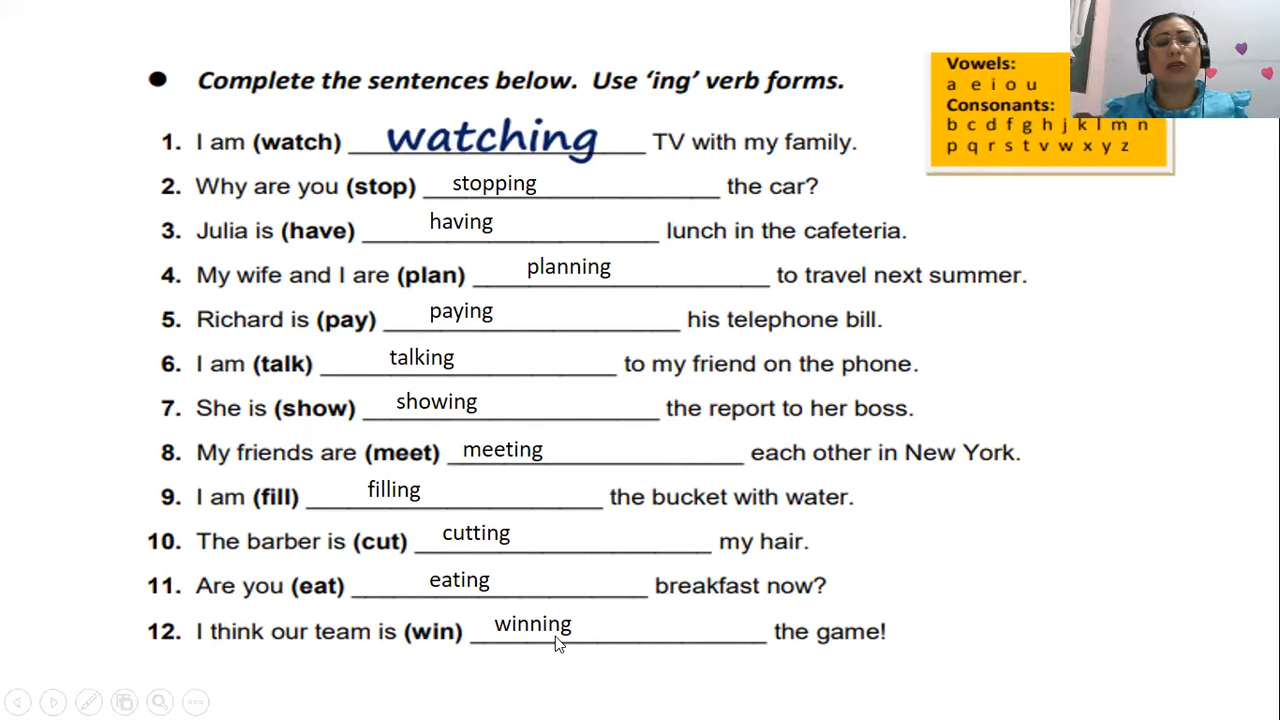 ● Complete the sentences below. Use ‘ing’ verb forms.
1. I am (watch) watching TV with my family.
2. Why are you (stop) stopping the car?
3. Julia is (have) having lunch in the cafeteria.
4. My wife and I are (plan) planning to travel next summer.
5. Richard is (pay) paying his telephone bill.
6. I am (talk) talking to my friend on the phone.
7. She is (show) showing the report to her boss.
8. My friends are (meet) meeting each other in New York.
9. I am (fill) filling the bucket with water.
10. The barber is (cut) cutting my hair.
11. Are you (eat) eating breakfast now?
12. I think our team is (win) winning the game!
Vowels:
a e i o u
Consonants:
b c d f g h j k l m n
p q r s t v w x y z